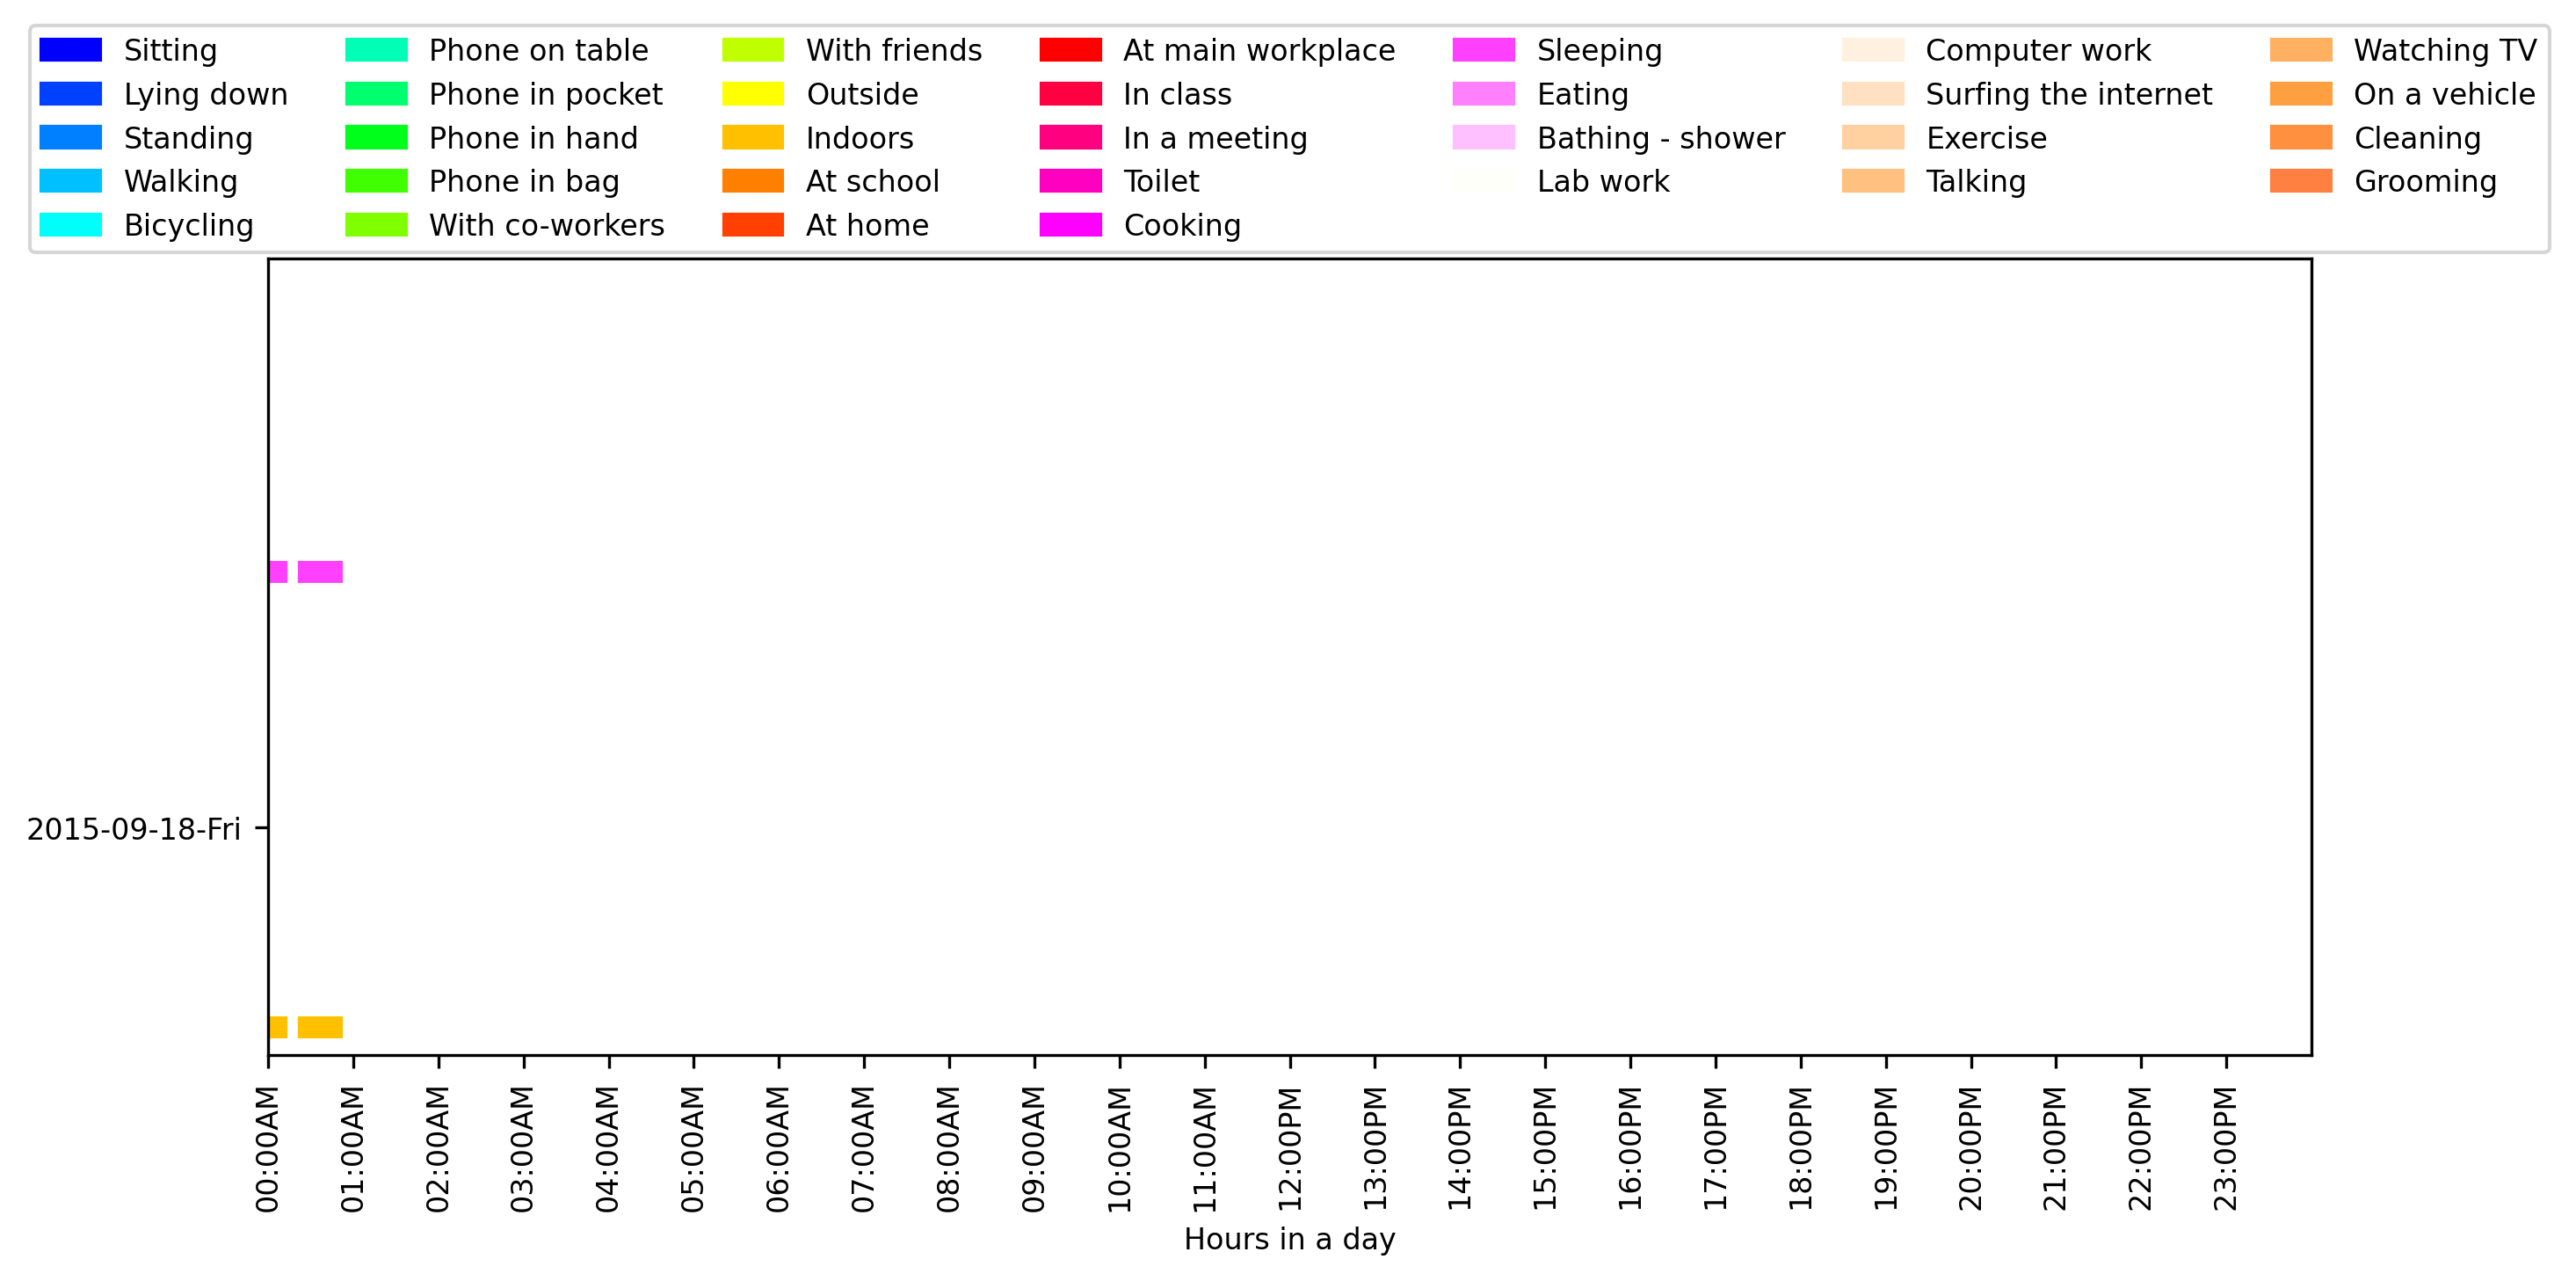 Sitting
Lying down
Standing
Walking
Bicycling
Phone on table
Phone in pocket
Phone in hand
Phone in bag
With co-workers
With friends
Outside
Indoors
At school
At home
At main workplace
In class
In a meeting
Toilet
Cooking
Sleeping
Eating
Bathing - shower
Lab work
Computer work
Surfing the internet
Exercise
Talking
Watching TV
On a vehicle
Cleaning
Grooming
2015-09-18-Fri
00:00AM
01:00AM
02:00AM
03:00AM
04:00AM
05:00AM
06:00AM
07:00AM
08:00AM
09:00AM
10:00AM
11:00AM
12:00PM
13:00PM
14:00PM
15:00PM
16:00PM
17:00PM
18:00PM
19:00PM
20:00PM
21:00PM
22:00PM
23:00PM
Hours in a day